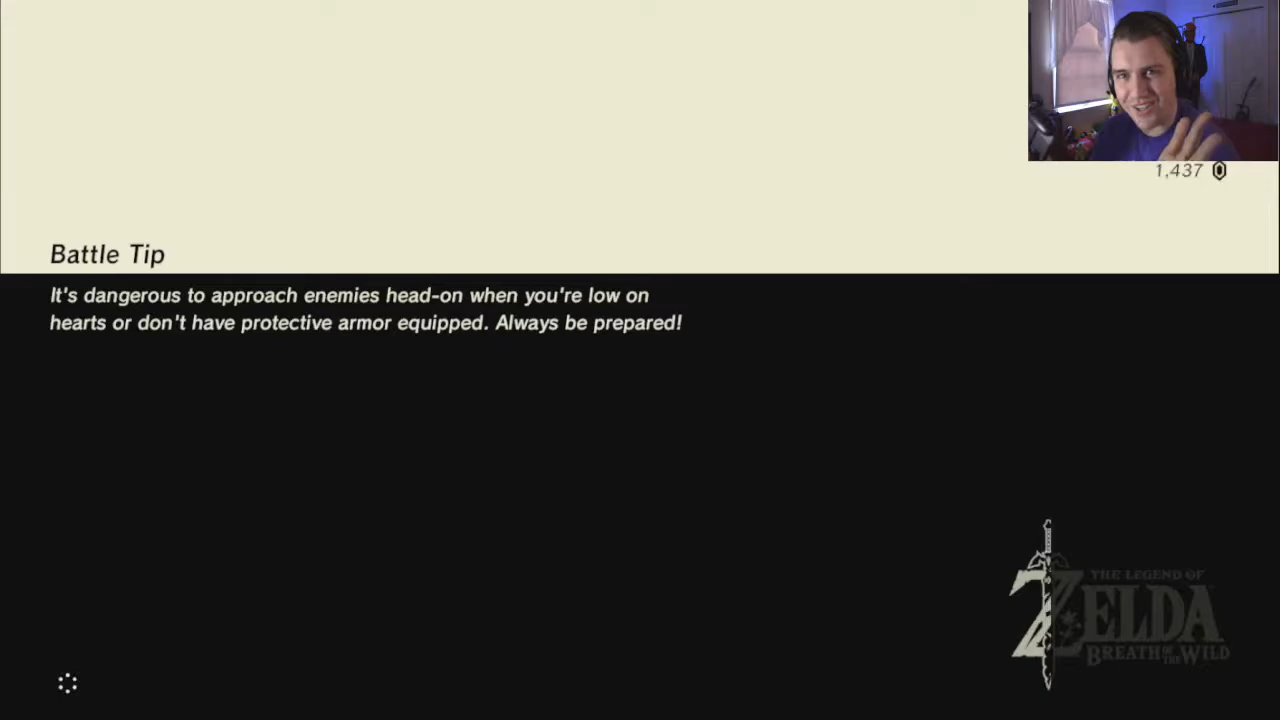 1,437
Battle Tip
It's dangerous to approach enemies head-on when you're low on
hearts or don't have protective armor equipped. Always be prepared!
THE LEGEND OF
ZELDA
BREATH OF THE WILD